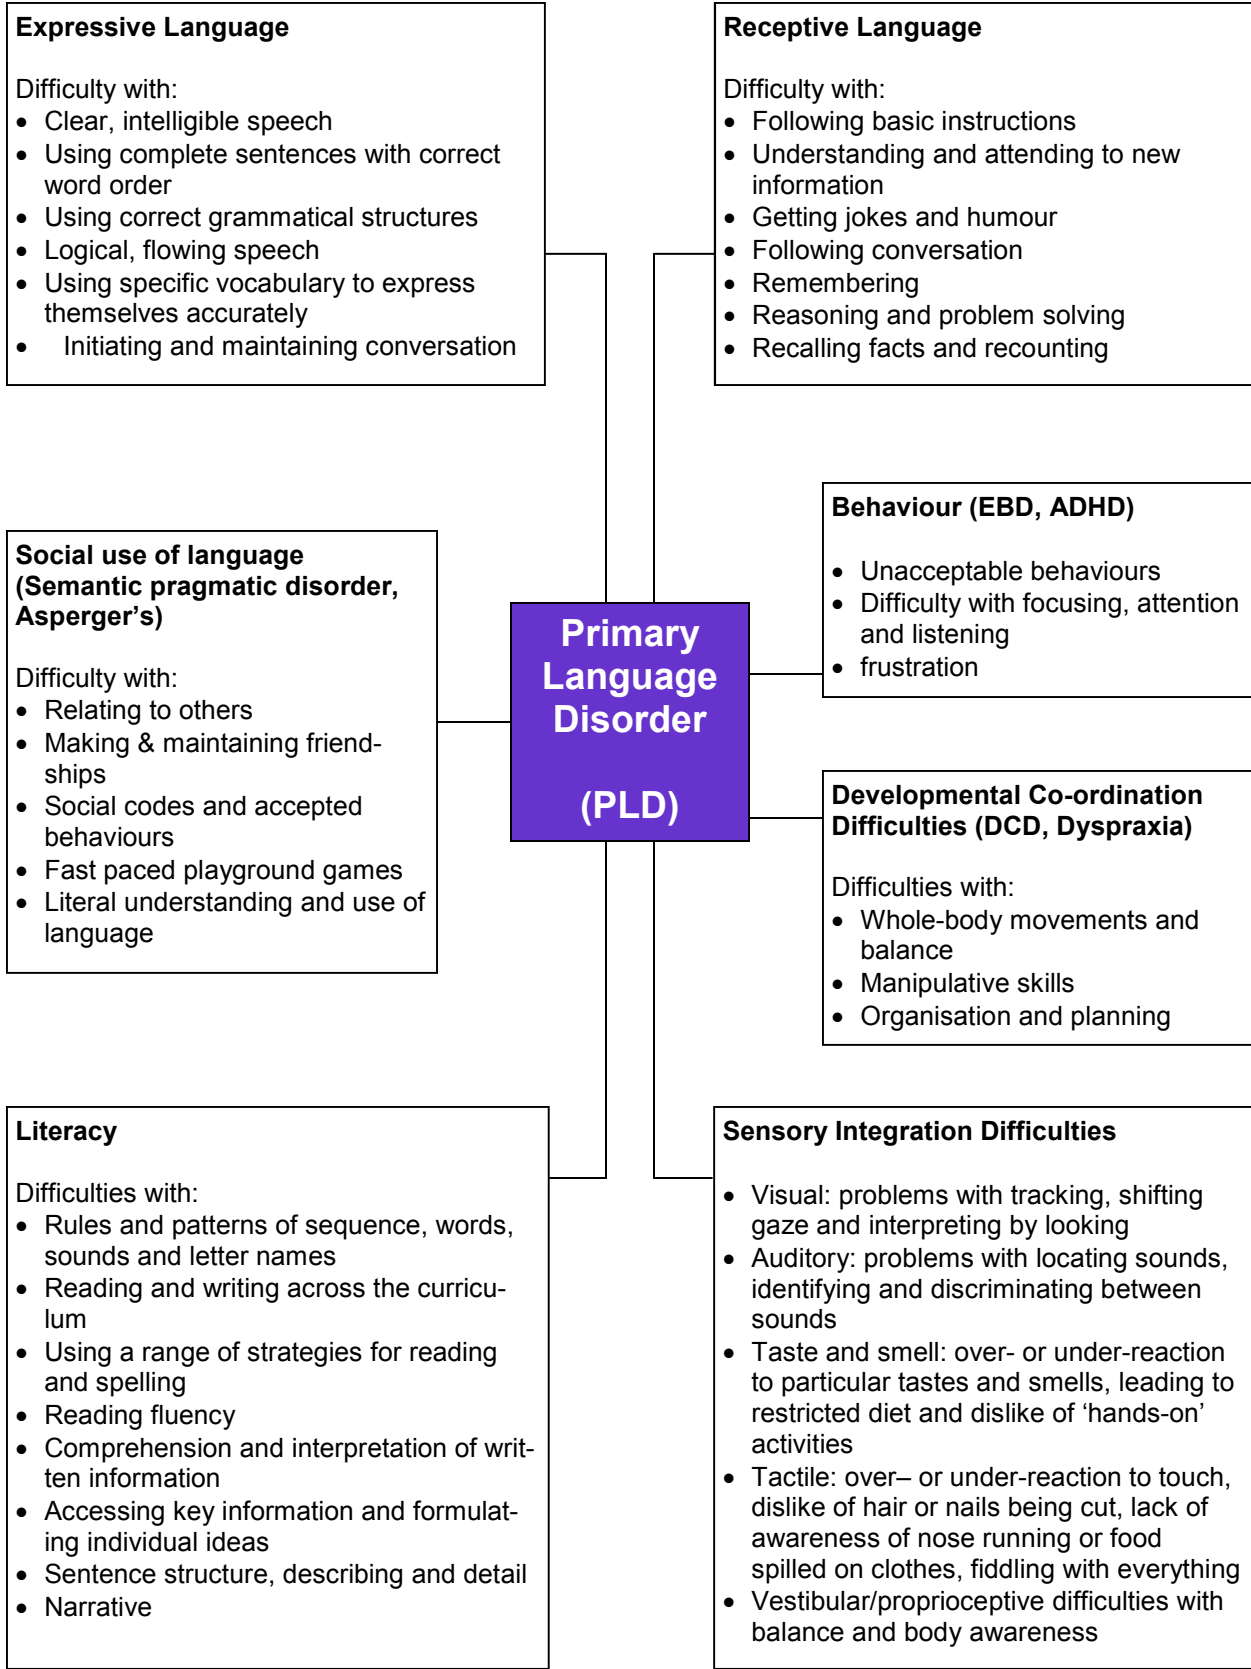 Expressive Language
Difficulty with:
• Clear, intelligible speech
• Using complete sentences with correct
word order
• Using correct grammatical structures
• Logical, flowing speech
• Using specific vocabulary to express
themselves accurately
• Initiating and maintaining conversation
Receptive Language
Difficulty with:
• Following basic instructions
• Understanding and attending to new
information
• Getting jokes and humour
• Following conversation
• Remembering
• Reasoning and problem solving
• Recalling facts and recounting
Social use of language
(Semantic pragmatic disorder,
Asperger’s)
Difficulty with:
• Relating to others
• Making & maintaining friend-
ships
• Social codes and accepted
behaviours
• Fast paced playground games
• Literal understanding and use of
language
Primary
Language
Disorder
(PLD)
Behaviour (EBD, ADHD)
• Unacceptable behaviours
• Difficulty with focusing, attention
and listening
• frustration
Developmental Co-ordination
Difficulties (DCD, Dyspraxia)
Difficulties with:
• Whole-body movements and
balance
• Manipulative skills
• Organisation and planning
Literacy
Difficulties with:
• Rules and patterns of sequence, words,
sounds and letter names
• Reading and writing across the curricu-
lum
• Using a range of strategies for reading
and spelling
• Reading fluency
• Comprehension and interpretation of writ-
ten information
• Accessing key information and formulat-
ing individual ideas
• Sentence structure, describing and detail
• Narrative
Sensory Integration Difficulties
• Visual: problems with tracking, shifting
gaze and interpreting by looking
• Auditory: problems with locating sounds,
identifying and discriminating between
sounds
• Taste and smell: over- or under-reaction
to particular tastes and smells, leading to
restricted diet and dislike of ‘hands-on’
activities
• Tactile: over– or under-reaction to touch,
dislike of hair or nails being cut, lack of
awareness of nose running or food
spilled on clothes, fiddling with everything
• Vestibular/proprioceptive difficulties with
balance and body awareness